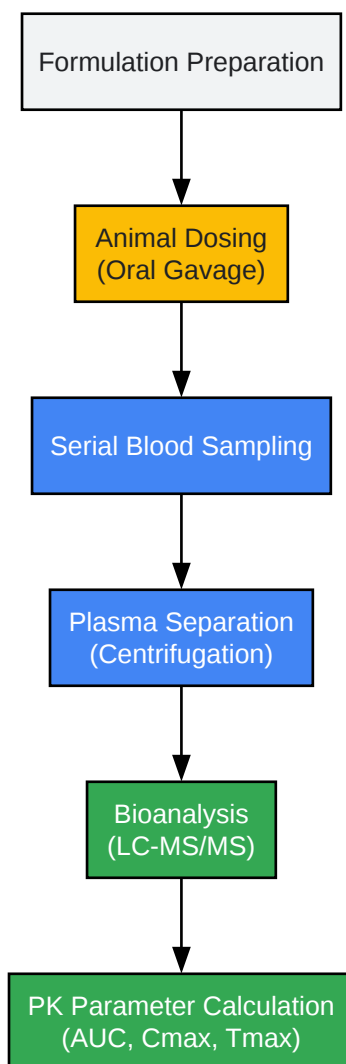 Formulation Preparation
Animal Dosing
(Oral Gavage)
Serial Blood Sampling
Plasma Separation
(Centrifugation)
Bioanalysis
(LC-MS/MS)
PK Parameter Calculation
(AUC, Cmax, Tmax)